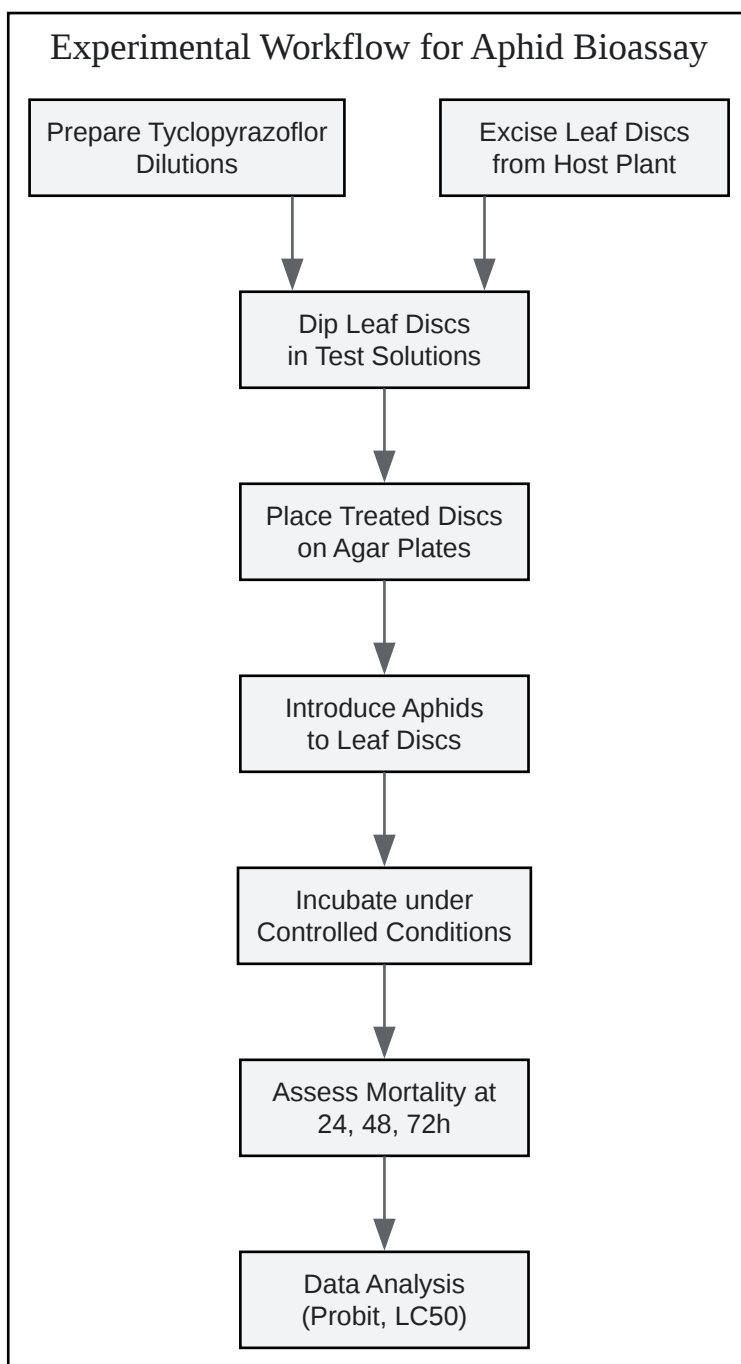 Experimental Workflow for Aphid Bioassay
Prepare Tyclopyrazoflor
Dilutions
Excise Leaf Discs
from Host Plant
Dip Leaf Discs
in Test Solutions
Place Treated Discs
on Agar Plates
Introduce Aphids
to Leaf Discs
Incubate under
Controlled Conditions
Assess Mortality at
24, 48, 72h
Data Analysis
(Probit, LC50)